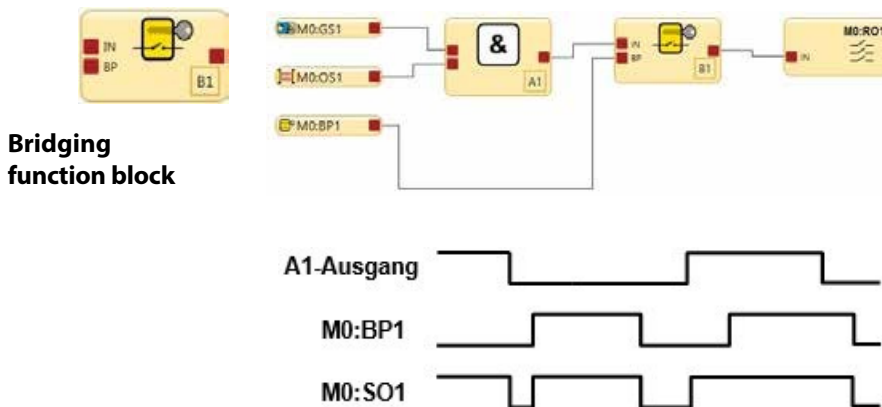 IN
BP
B1
Bridging
function block
M0:GS1
M0:OS1
M0:BP1
&
A1
IN
BP
B1
M0:RO1
IN
A1-Ausgang
M0:BP1
M0:SO1